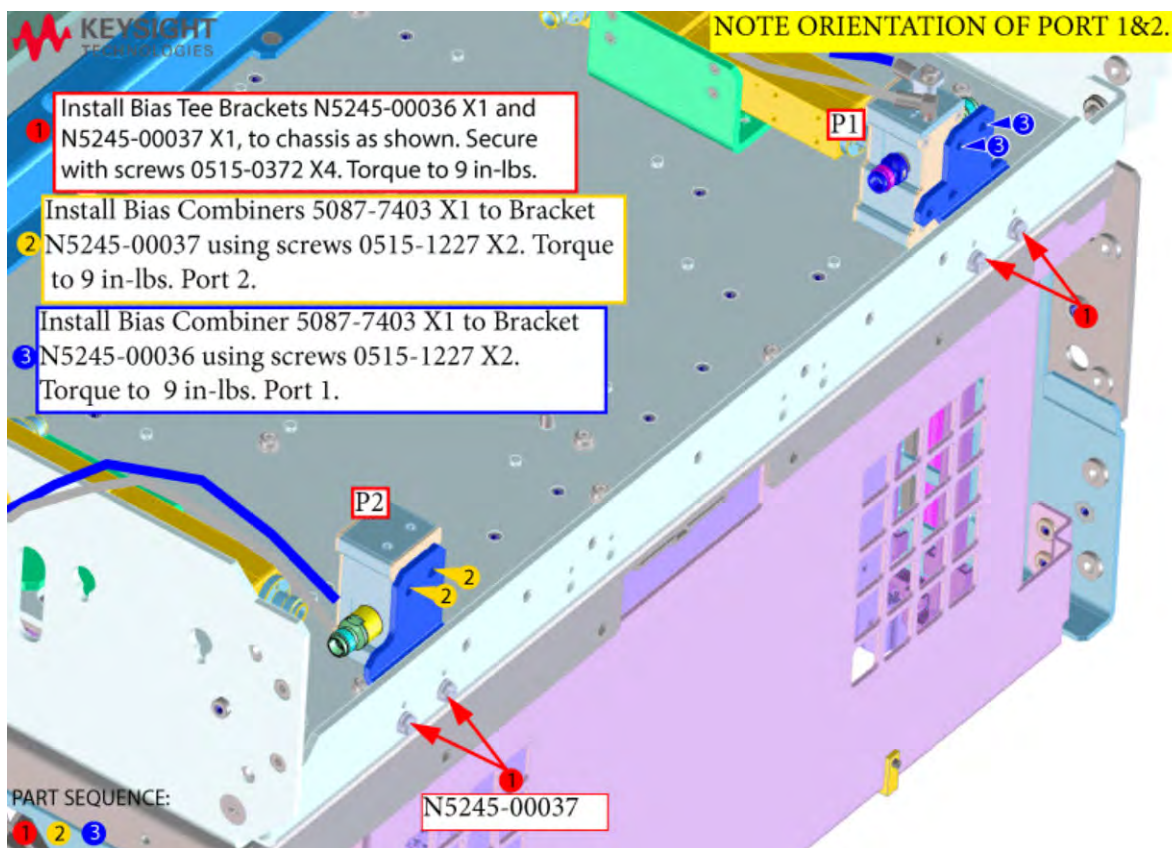 KEYSIGHT
TECHNOLOGIES
NOTE ORIENTATION OF PORT 1&2.
1
Install Bias Tee Brackets N5245-00036 X1 and
N5245-00037 X1, to chassis as shown. Secure
with screws 0515-0372 X4. Torque to 9 in-lbs.
2
Install Bias Combiners 5087-7403 X1 to Bracket
N5245-00037 using screws 0515-1227 X2. Torque
to 9 in-lbs. Port 2.
3
Install Bias Combiner 5087-7403 X1 to Bracket
N5245-00036 using screws 0515-1227 X2.
Torque to 9 in-lbs. Port 1.
P1
3
3
1
P2
2
2
1
N5245-00037
PART SEQUENCE:
1 2 3